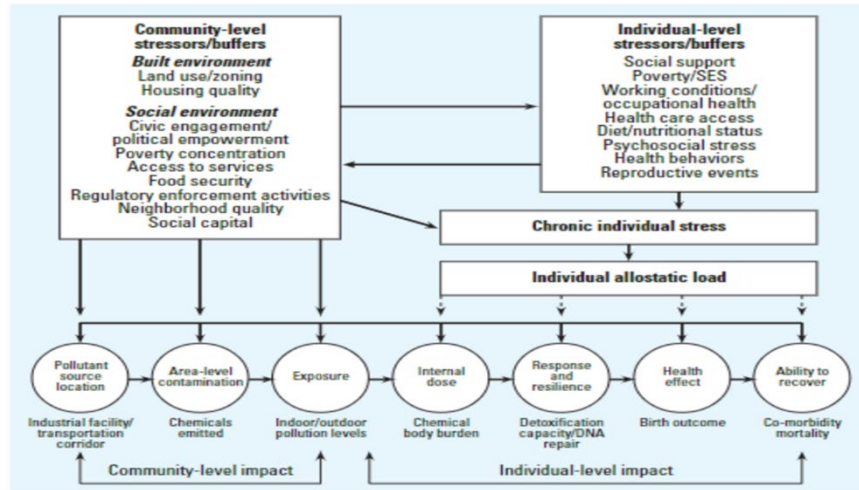 Community-level
stressors/buffers
Built environment
Land use/zoning
Housing quality
Social environment
Civic engagement/
political empowerment
Poverty concentration
Access to services
Food security
Regulatory enforcement activities
Neighborhood quality
Social capital
Individual-level
stressors/buffers
Social support
Poverty/SES
Working conditions/
occupational health
Health care access
Diet/nutritional status
Psychosocial stress
Health behaviors
Reproductive events
Chronic individual stress
Individual allostatic load
Pollutant
source
location
Area-level
contamination
Exposure
Internal
dose
Response
and
resilience
Health
effect
Ability to
recover
Industrial facility/
transportation
corridor
Chemicals
emitted
Indoor/outdoor
pollution levels
Chemical
body burden
Detoxification
capacity/DNA
repair
Birth outcome
Co-morbidity
mortality
Community-level impact
Individual-level impact